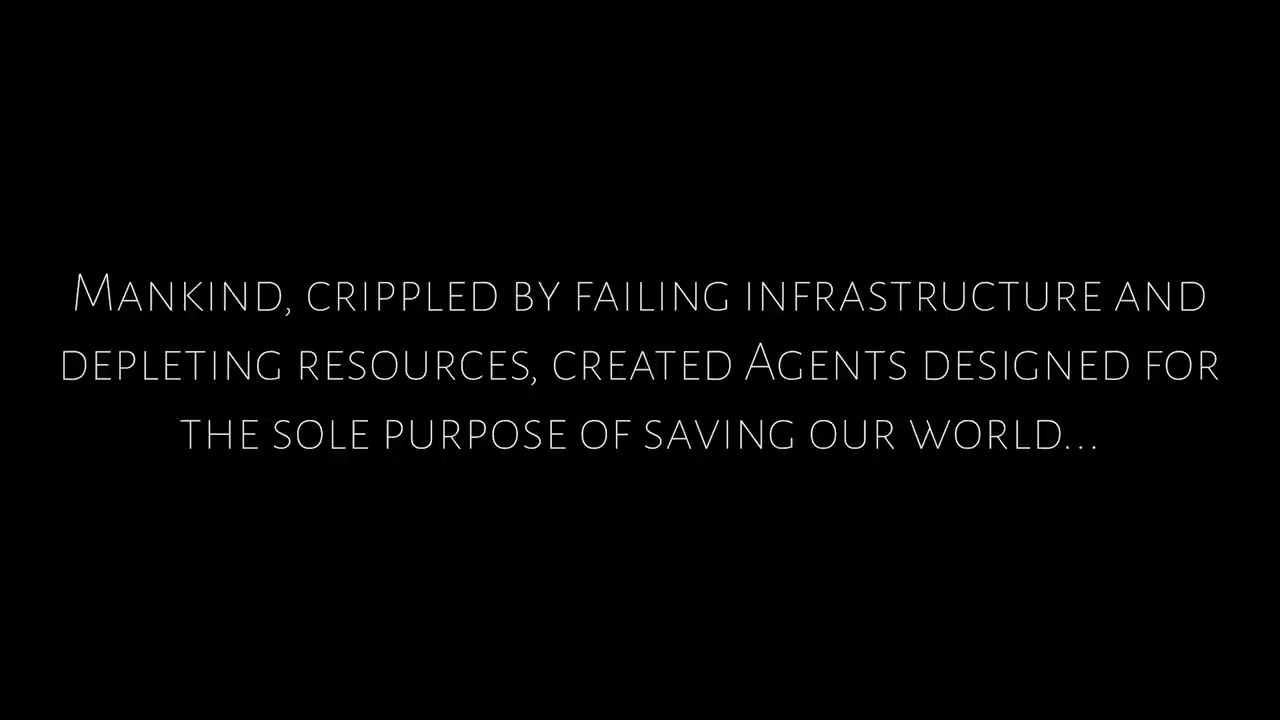 Mankind, crippled by failing infrastructure and
depleting resources, created Agents designed for
the sole purpose of saving our world...